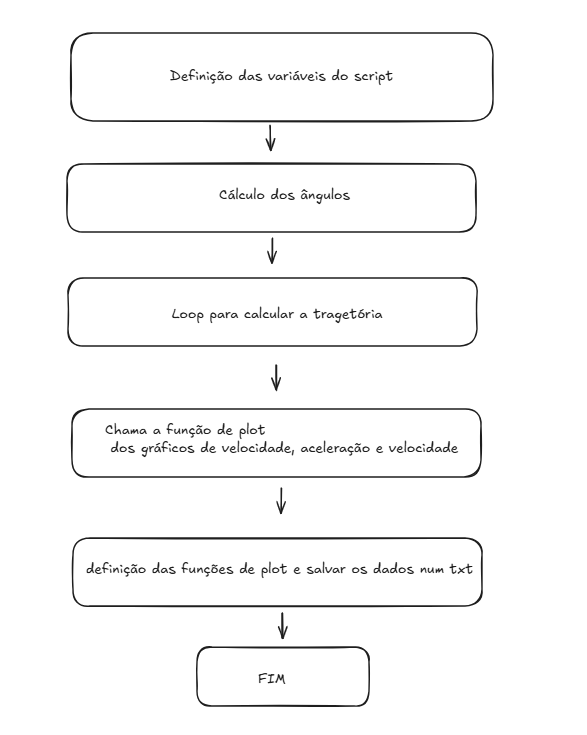 Definição das variáveis do script
Cálculo dos ângulos
Loop para calcular a tragetória
Chama a função de plot
dos gráficos de velocidade, aceleração e velocidade
definição das funções de plot e salvar os dados num txt
FIM